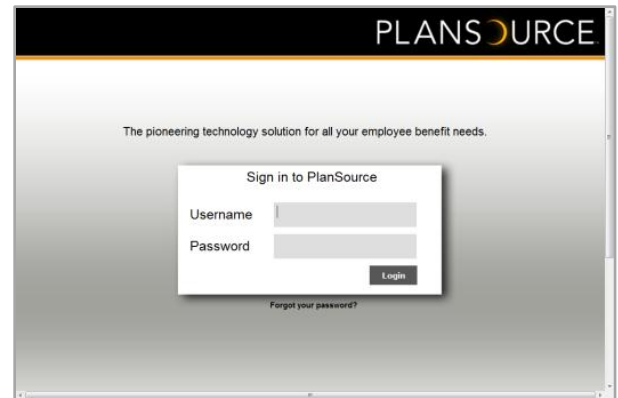 PLANSOURCE
The pioneering technology solution for all your employee benefit needs.
Sign in to PlanSource
Username
Password
Login
Forgot your password?